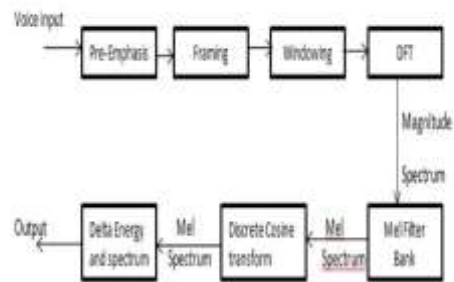 Voice input
Pre-Emphasis
Framing
Windowing
DFT
Magnitude
Spectrum
Mel Filter
Bank
Mel
Spectrum
Discrete Cosine
transform
Mel
Spectrum
Delta Energy
and spectrum
Output